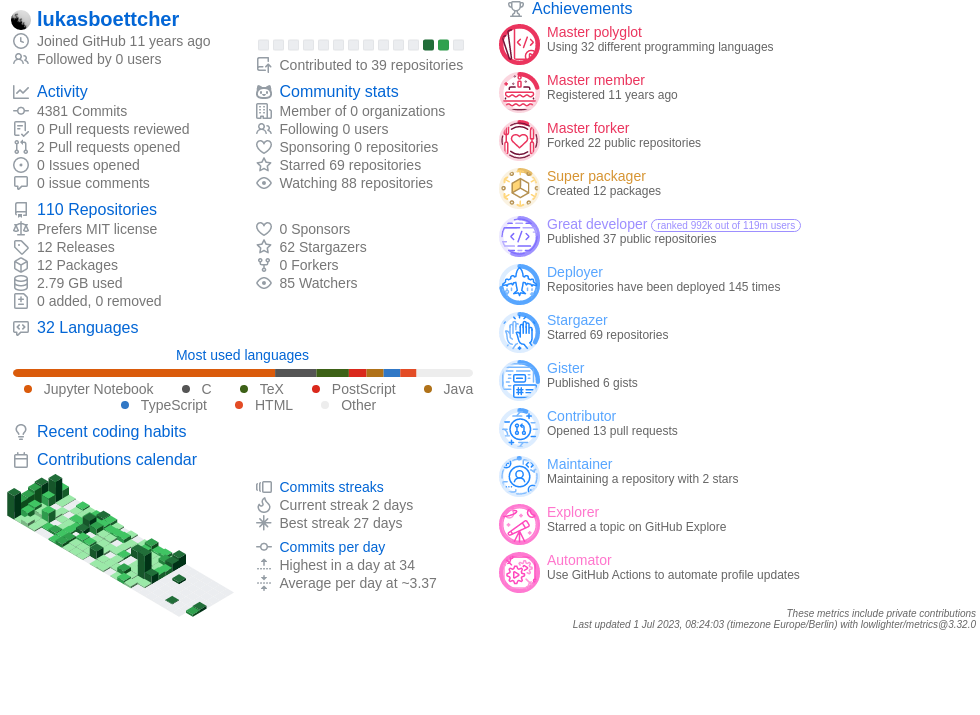 lukasboettcher
Joined GitHub 11 years ago
Followed by 0 users
Contributed to 39 repositories
Activity
4381 Commits
0 Pull requests reviewed
2 Pull requests opened
0 Issues opened
0 issue comments
Community stats
Member of 0 organizations
Following 0 users
Sponsoring 0 repositories
Starred 69 repositories
Watching 88 repositories
110 Repositories
Prefers MIT license
12 Releases
12 Packages
2.79 GB used
0 added, 0 removed
0 Sponsors
62 Stargazers
0 Forkers
85 Watchers
32 Languages
Most used languages
Jupyter Notebook C TeX PostScript Java
TypeScript HTML Other
Recent coding habits
Contributions calendar
Commits streaks
Current streak 2 days
Best streak 27 days
Commits per day
Highest in a day at 34
Average per day at ~3.37
Achievements
Master polyglot
Using 32 different programming languages
Master member
Registered 11 years ago
Master forker
Forked 22 public repositories
Super packager
Created 12 packages
Great developer ranked 992k out of 119m users
Published 37 public repositories
Deployer
Repositories have been deployed 145 times
Stargazer
Starred 69 repositories
Gister
Published 6 gists
Contributor
Opened 13 pull requests
Maintainer
Maintaining a repository with 2 stars
Explorer
Starred a topic on GitHub Explore
Automator
Use GitHub Actions to automate profile updates
These metrics include private contributions
Last updated 1 Jul 2023, 08:24:03 (timezone Europe/Berlin) with lowlighter/metrics@3.32.0